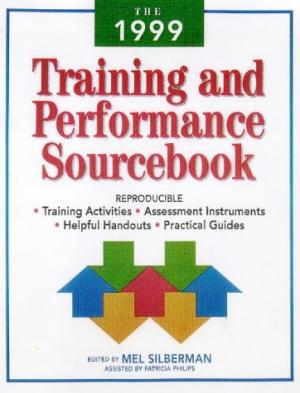 THE
1999
Training and
Performance
Sourcebook
REPRODUCIBLE
• Training Activities • Assessment Instruments
• Helpful Handouts • Practical Guides
EDITED BY MEL SILBERMAN
ASSISTED BY PATRICIA PHILIPS